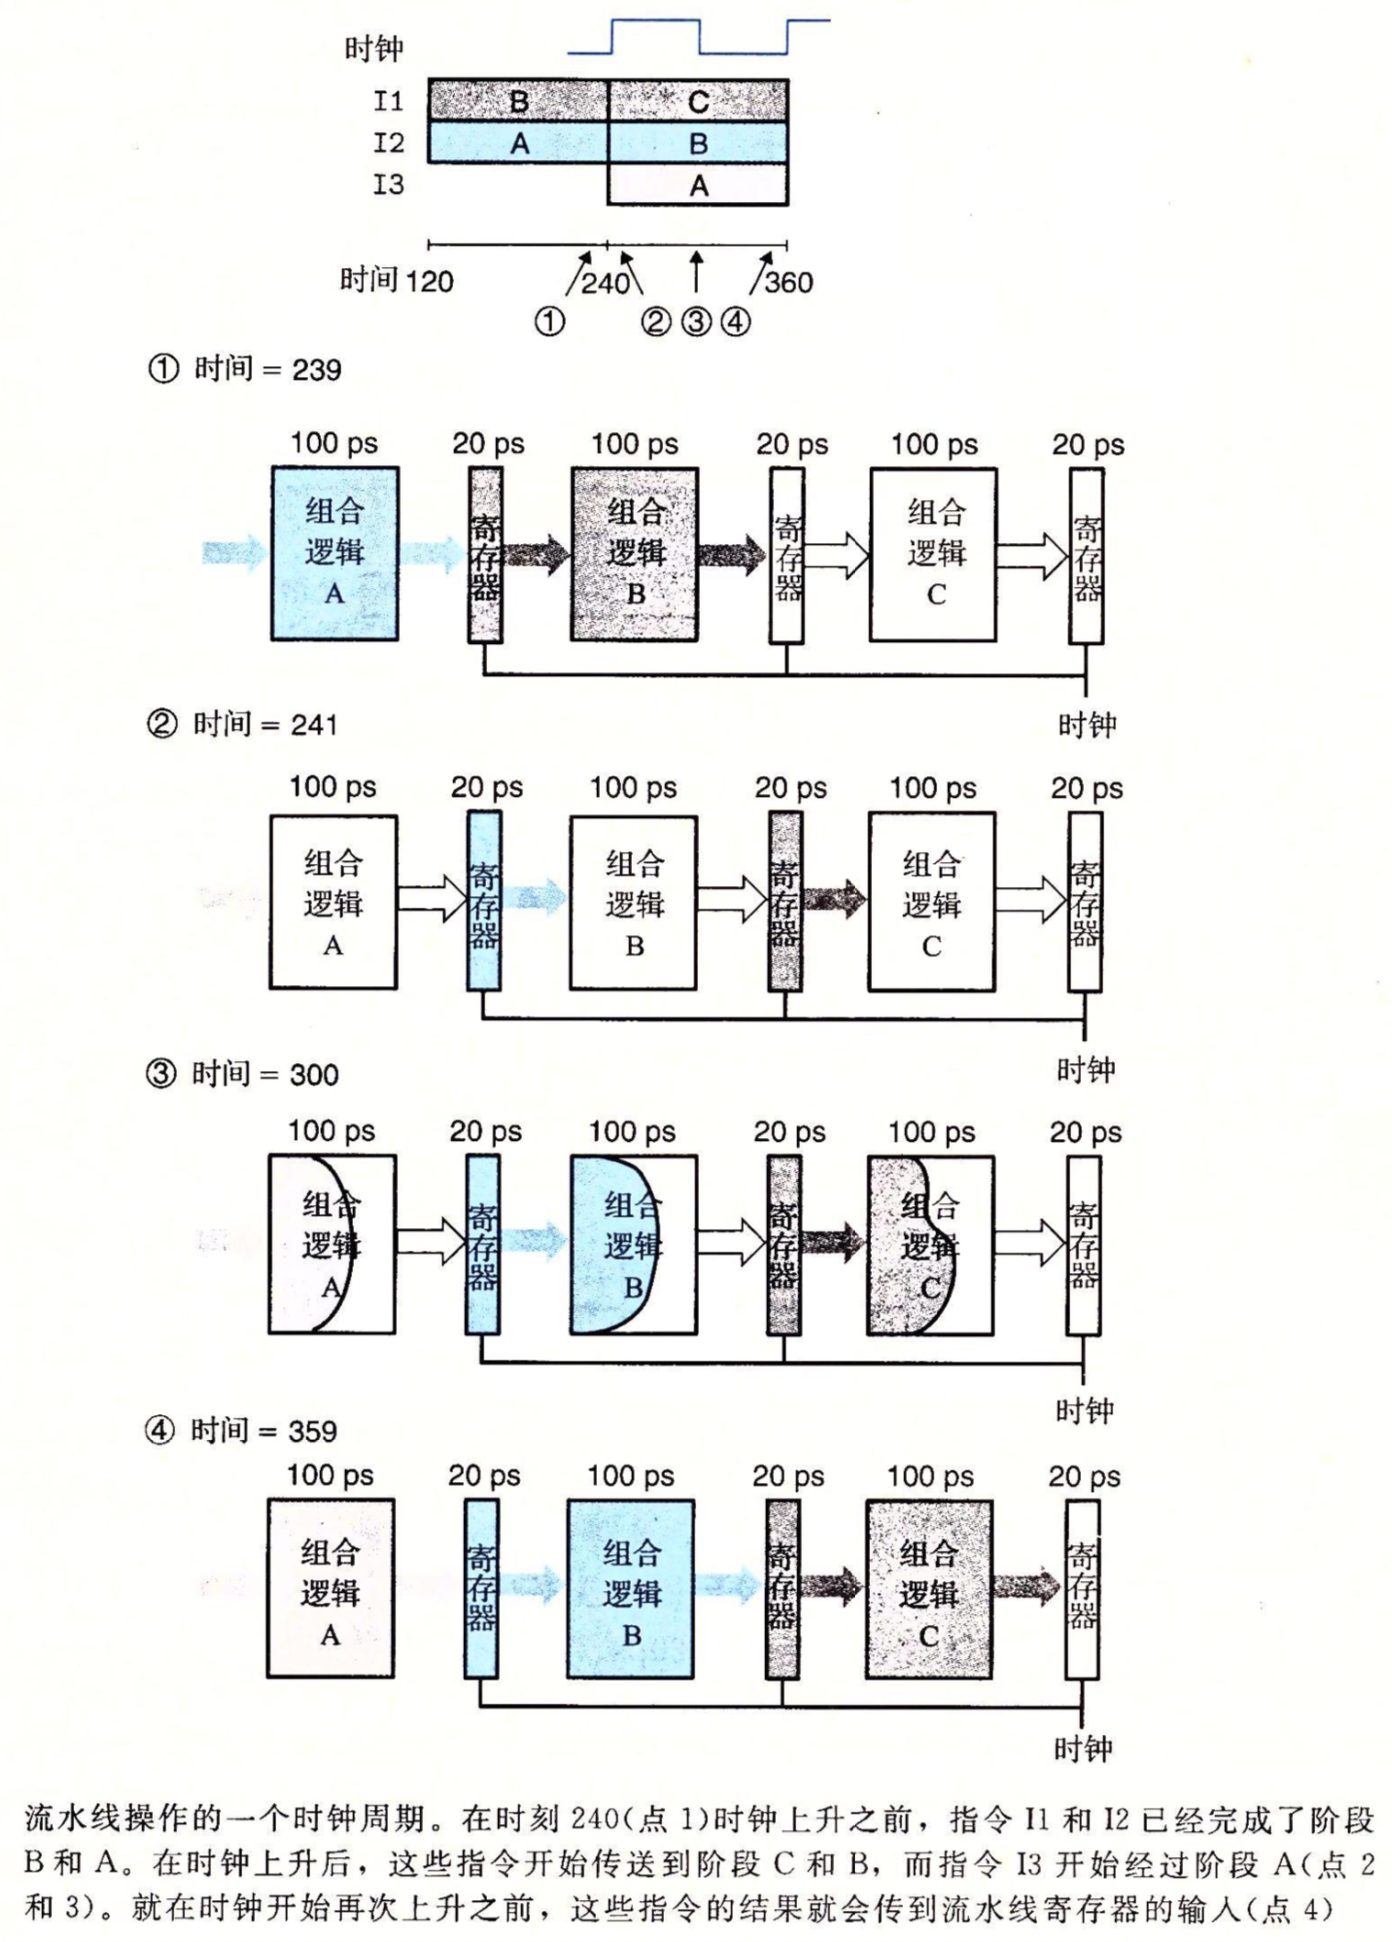 时钟
I1 B C
I2 A B
I3 A
时间 120 240 360
① ② ③ ④
① 时间 = 239
100 ps 20 ps 100 ps 20 ps 100 ps 20 ps
组合 组合 组合
逻辑 逻辑 逻辑
A B C
寄存器 寄存器 寄存器
时钟
② 时间 = 241
100 ps 20 ps 100 ps 20 ps 100 ps 20 ps
组合 组合 组合
逻辑 逻辑 逻辑
A B C
寄存器 寄存器 寄存器
时钟
③ 时间 = 300
100 ps 20 ps 100 ps 20 ps 100 ps 20 ps
组合 组合 组合
逻辑 逻辑 逻辑
A B C
寄存器 寄存器 寄存器
时钟
④ 时间 = 359
100 ps 20 ps 100 ps 20 ps 100 ps 20 ps
组合 组合 组合
逻辑 逻辑 逻辑
A B C
寄存器 寄存器 寄存器
时钟
流水线操作的一个时钟周期。在时刻 240(点 1)时钟上升之前，指令 I1 和 I2 已经完成了阶段
B 和 A。在时钟上升后，这些指令开始传送到阶段 C 和 B，而指令 I3 开始经过阶段 A(点 2
和 3)。就在时钟开始再次上升之前，这些指令的结果就会传到流水线寄存器的输入(点 4)